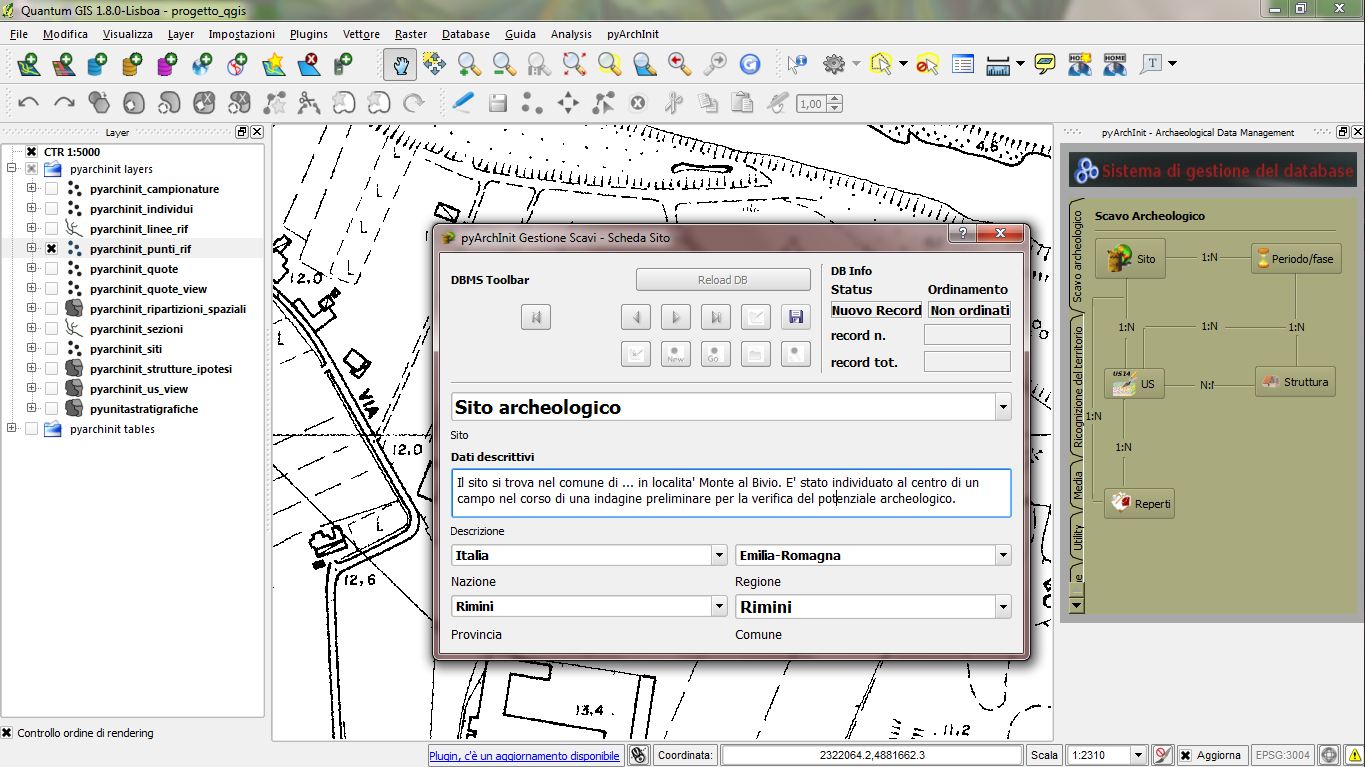 Quantum GIS 1.8.0-Lisboa - progetto_qgis
File Modifica Visualizza Layer Impostazioni Plugins Vettore Raster Database Guida Analysis pyArchInit
1,00
Layer
CTR 1:5000
pyarchinit layers
pyarchinit_campionature
pyarchinit_individui
pyarchinit_linee_rif
pyarchinit_punti_rif
pyarchinit_quote
pyarchinit_quote_view
pyarchinit_ripartizioni_spaziali
pyarchinit_sezioni
pyarchinit_siti
pyarchinit_strutture_ipotesi
pyarchinit_us_view
pyunitastratigrafiche
pyarchinit tables
Controllo ordine di rendering
4,6
L
L
L
12,0
VIA
12,0
L
12,6
13,4
11,2
pyArchInit Gestione Scavi - Scheda Sito
DBMS Toolbar
Reload DB
New
Go
DB Info
Status
Ordinamento
Nuovo Record
Non ordinati
record n.
record tot.
Sito archeologico
Sito
Dati descrittivi
Il sito si trova nel comune di ... in localita' Monte al Bivio. E' stato individuato al centro di un
campo nel corso di una indagine preliminare per la verifica del potenziale archeologico.
Descrizione
Italia
Emilia-Romagna
Nazione
Regione
Rimini
Rimini
Provincia
Comune
pyArchInit - Archaeological Data Management
Sistema di gestione del database
Scavo archeologico
Ricognizione del territorio
Media
Utility
Scavo Archeologico
Sito
1:N
Periodo/fase
1:N
1:N
1:N
US14
US
N:N
Struttura
1:N
1:N
Reperti
Plugin, c'è un aggiornamento disponibile
Coordinata:
2322064.2,4881662.3
Scala
1:2310
Aggiorna
EPSG:3004